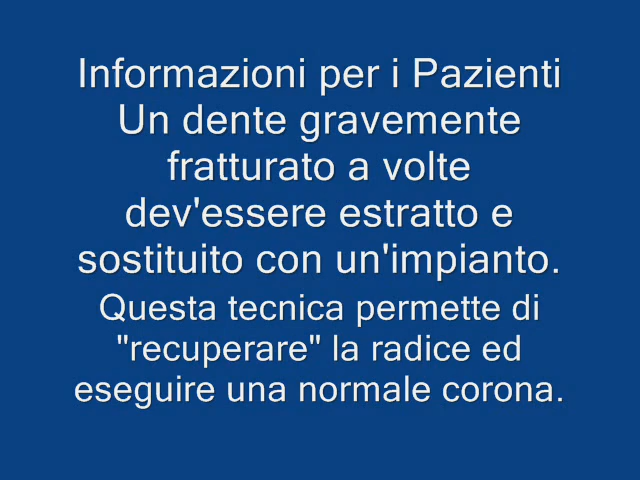 Informazioni per i Pazienti
Un dente gravemente
fratturato a volte
dev'essere estratto e
sostituito con un'impianto.
Questa tecnica permette di
"recuperare" la radice ed
eseguire una normale corona.